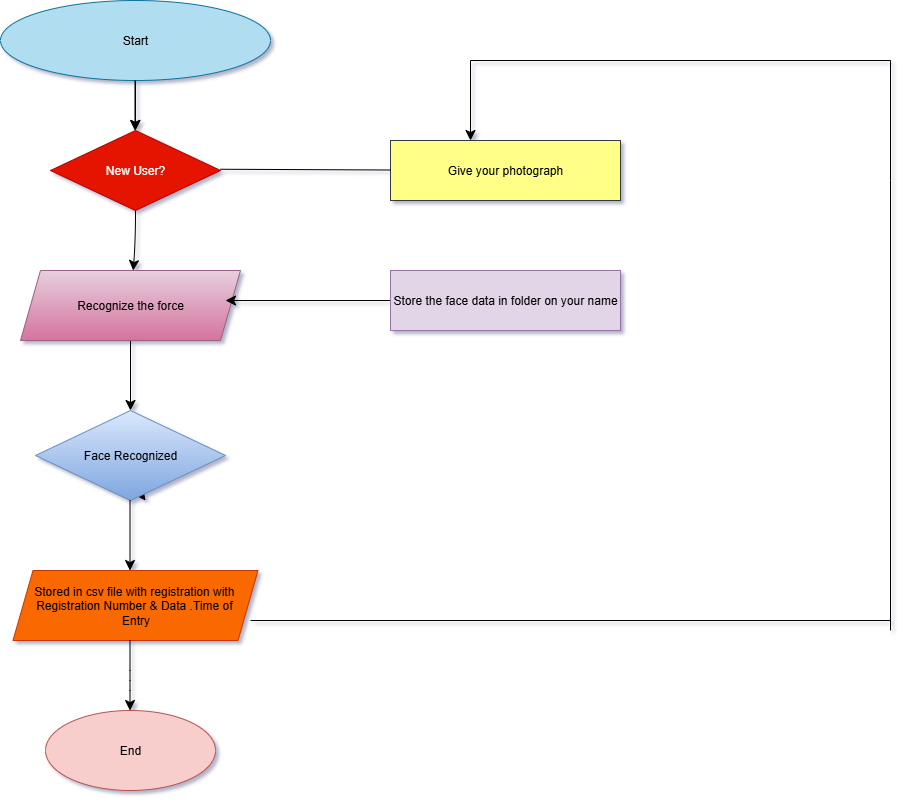 Start
New User?
Give your photograph
Recognize the force
Store the face data in folder on your name
Face Recognized
Stored in csv file with registration with
Registration Number & Data .Time of
Entry
End